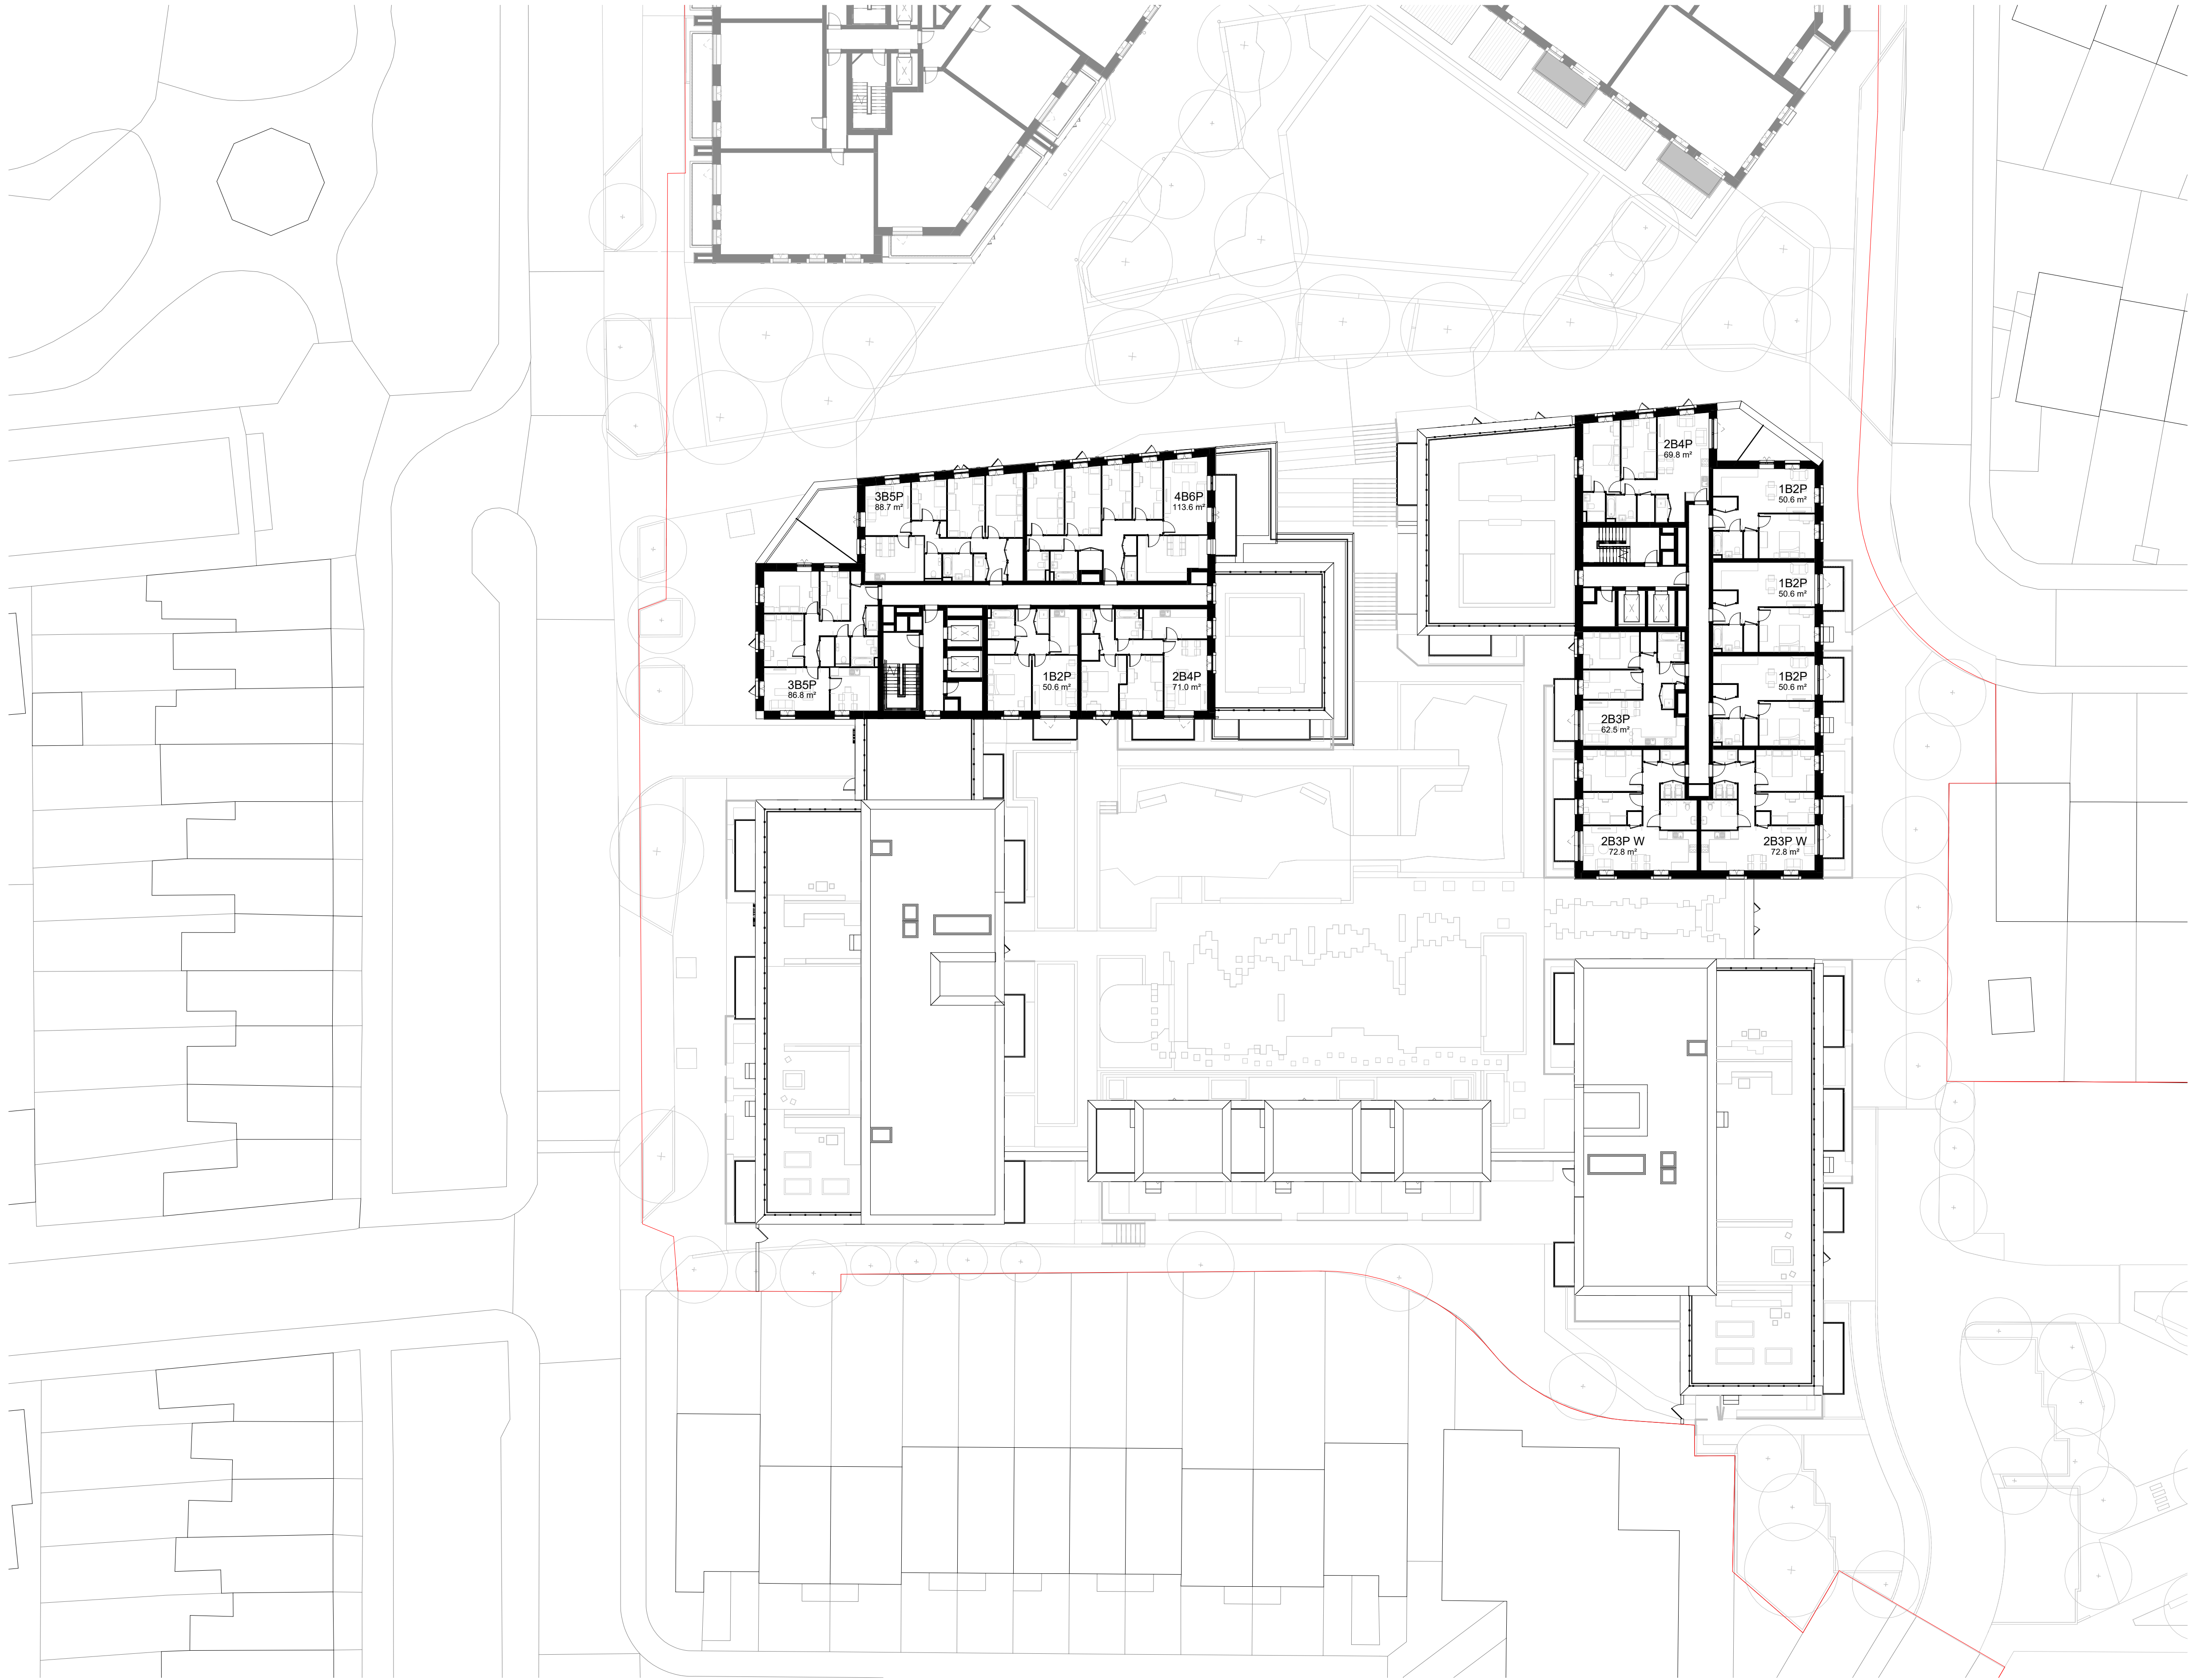 2B4P
69.8 m²
3B5P
88.7 m²
4B6P
113.6 m²
1B2P
50.6 m²
1B2P
50.6 m²
3B5P
86.8 m²
1B2P
50.6 m²
2B4P
71.0 m²
1B2P
50.6 m²
2B3P
62.5 m²
2B3P W
72.8 m²
2B3P W
72.8 m²